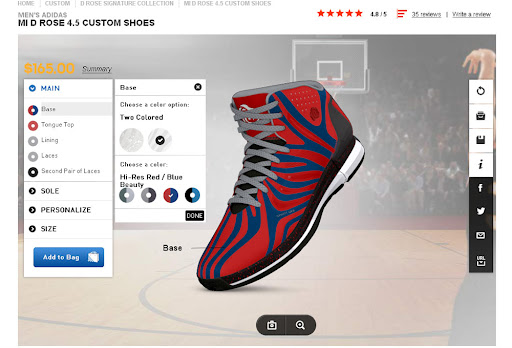 HOME | CUSTOM | D ROSE SIGNATURE COLLECTION | MI D ROSE 4.5 CUSTOM SHOES
MEN'S ADIDAS
MI D ROSE 4.5 CUSTOM SHOES
4.8 / 5
35 reviews | Write a review
$165.00 Summary
MAIN
Base
Tongue Top
Lining
Laces
Second Pair of Laces
SOLE
PERSONALIZE
SIZE
Add to Bag
Base
Choose a color option:
Two Colored
Choose a color:
Hi-Res Red / Blue
Beauty
DONE
Base
URL